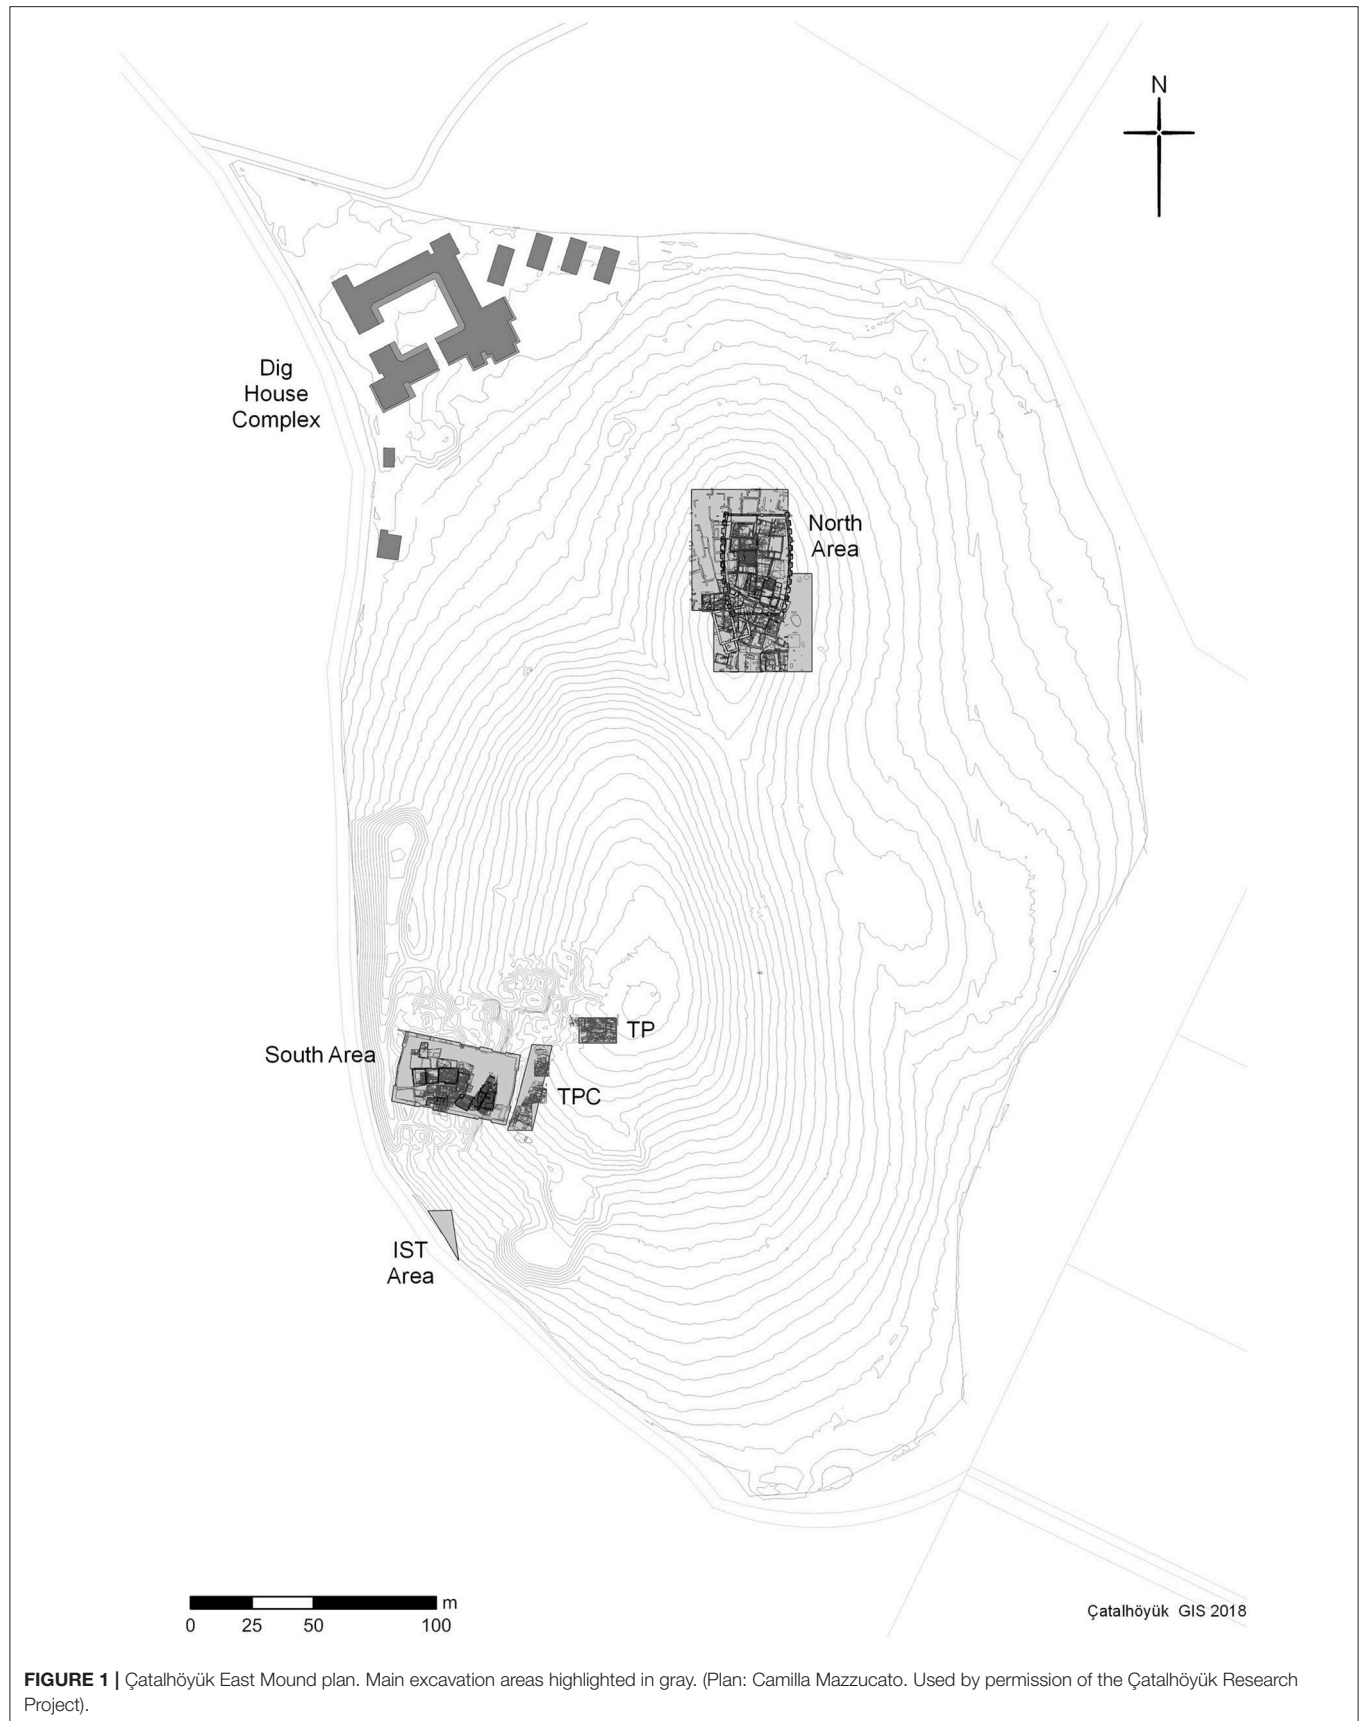 N
Dig
House
Complex
North
Area
TP
South Area
TPC
IST
Area
m
0 25 50 100
Çatalhöyük GIS 2018
FIGURE 1 | Çatalhöyük East Mound plan. Main excavation areas highlighted in gray. (Plan: Camilla Mazzucato. Used by permission of the Çatalhöyük Research
Project).